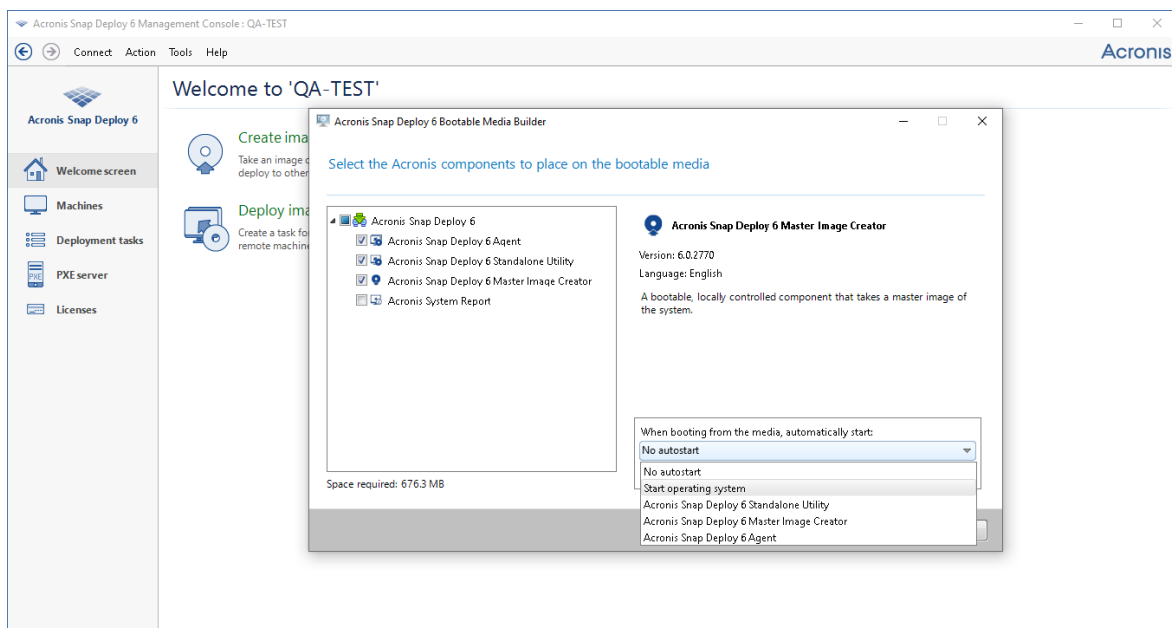 Acronis Snap Deploy 6 Management Console : QA-TEST
Connect Action Tools Help
Acronis
Acronis Snap Deploy 6
Welcome screen
Machines
Deployment tasks
PXE
PXE server
Licenses
Welcome to 'QA-TEST'
Create ima
Take an image
deploy to other
Deploy ima
Create a task fo
remote machin
Acronis Snap Deploy 6 Bootable Media Builder
Select the Acronis components to place on the bootable media
Acronis Snap Deploy 6
Acronis Snap Deploy 6 Agent
Acronis Snap Deploy 6 Standalone Utility
Acronis Snap Deploy 6 Master Image Creator
Acronis System Report
Space required: 676.3 MB
Acronis Snap Deploy 6 Master Image Creator
Version: 6.0.2770
Language: English
A bootable, locally controlled component that takes a master image of
the system.
When booting from the media, automatically start:
No autostart
No autostart
Start operating system
Acronis Snap Deploy 6 Standalone Utility
Acronis Snap Deploy 6 Master Image Creator
Acronis Snap Deploy 6 Agent